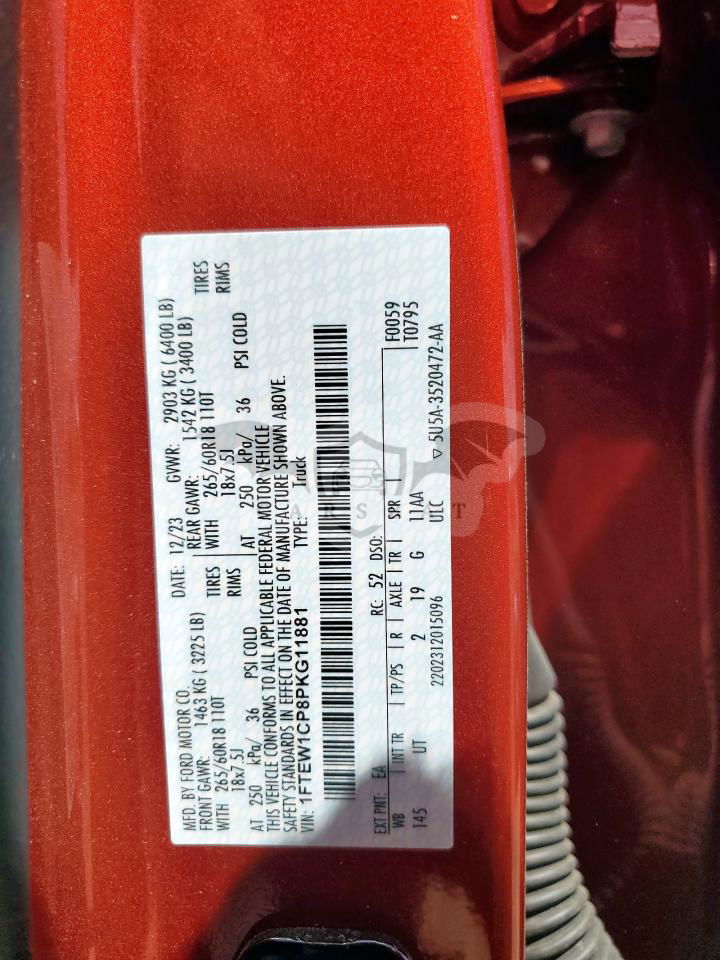 MFD. BY FORD MOTOR CO.
DATE: 12/23 GVWR: 2903 KG ( 6400 LB)
FRONT GAWR: 1463 KG ( 3225 LB) REAR GAWR: 1542 KG ( 3400 LB)
WITH 265/60R18 110T TIRES WITH 265/60R18 110T TIRES
18x7.5J RIMS 18x7.5J RIMS
AT 250 kPa/ 36 PSI COLD AT 250 kPa/ 36 PSI COLD
THIS VEHICLE CONFORMS TO ALL APPLICABLE FEDERAL MOTOR VEHICLE
SAFETY STANDARDS IN EFFECT ON THE DATE OF MANUFACTURE SHOWN ABOVE.
VIN: 1FTEW1CP8PKG11881 TYPE: Truck
EXT PNT: EA RC: 52 DSO: F0059
WB INT TR TP/PS R AXLE TR SPR T0795
145 UT 2 19 G 11AA
2202312015096 UTC ▽ 5U5A-3520472-AA